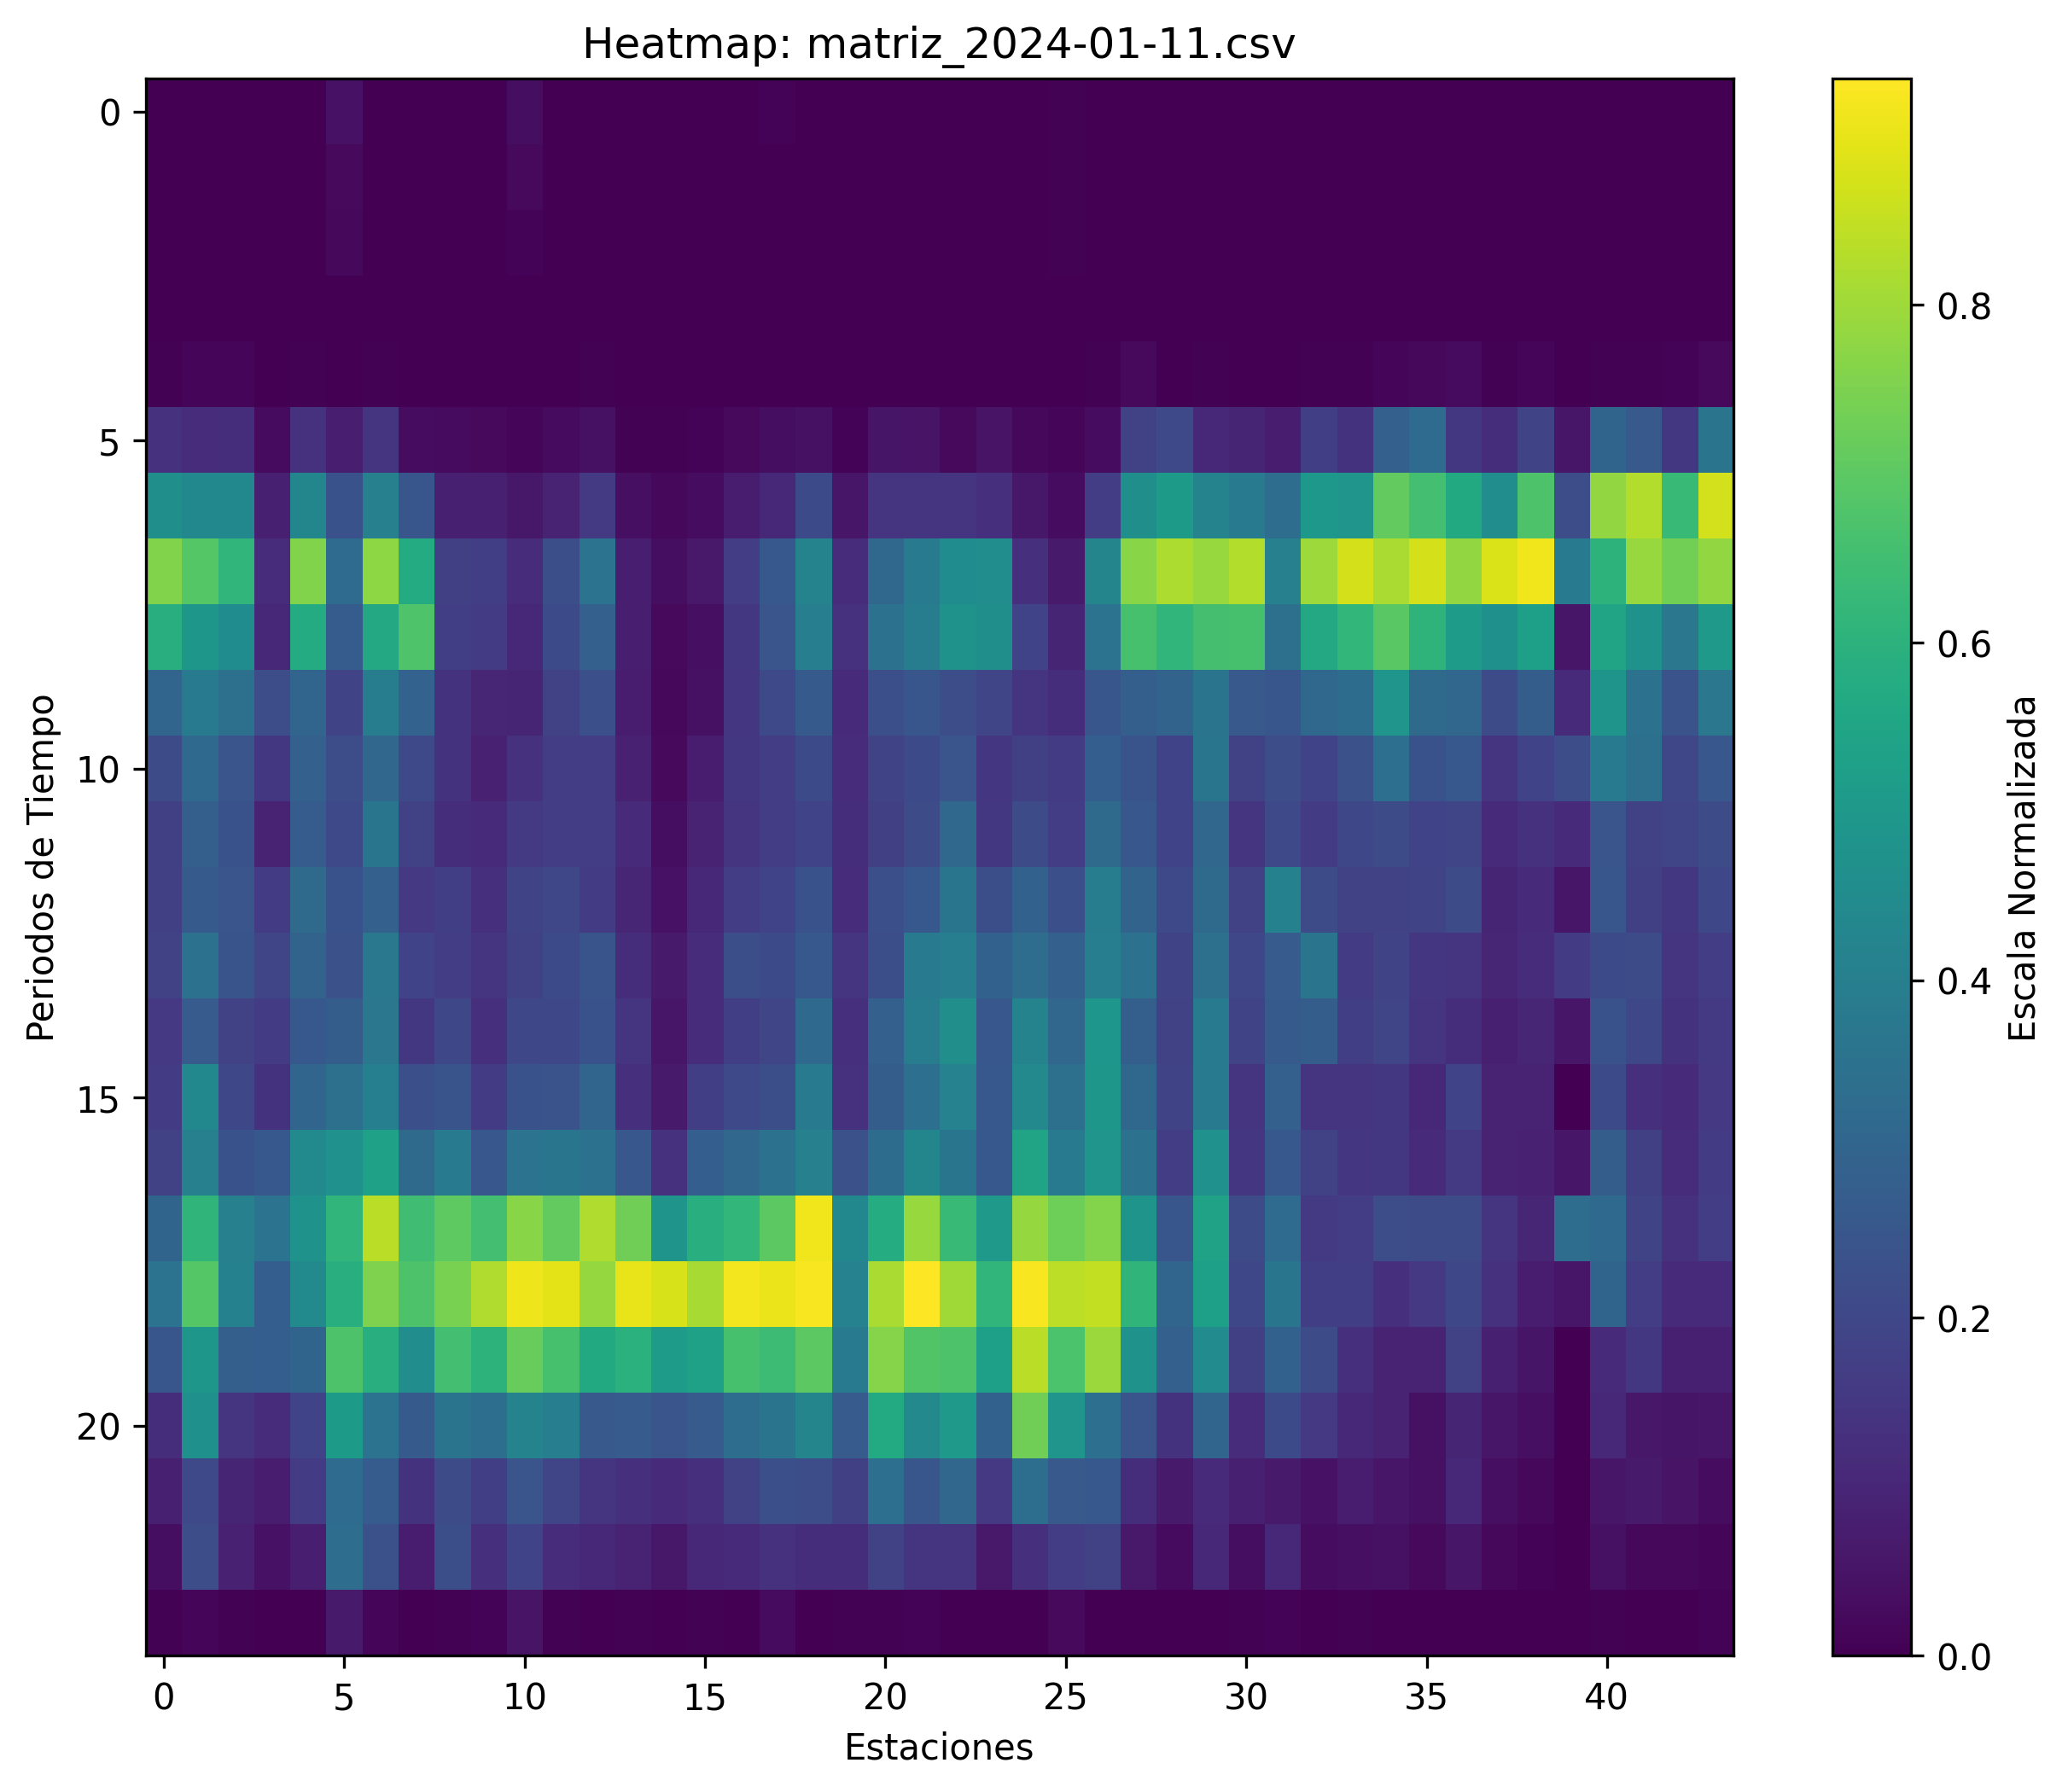 Heatmap: matriz_2024-01-11.csv
0
5
10
15
20
Periodos de Tiempo
0 5 10 15 20 25 30 35 40
Estaciones
0.8
0.6
0.4
0.2
0.0
Escala Normalizada